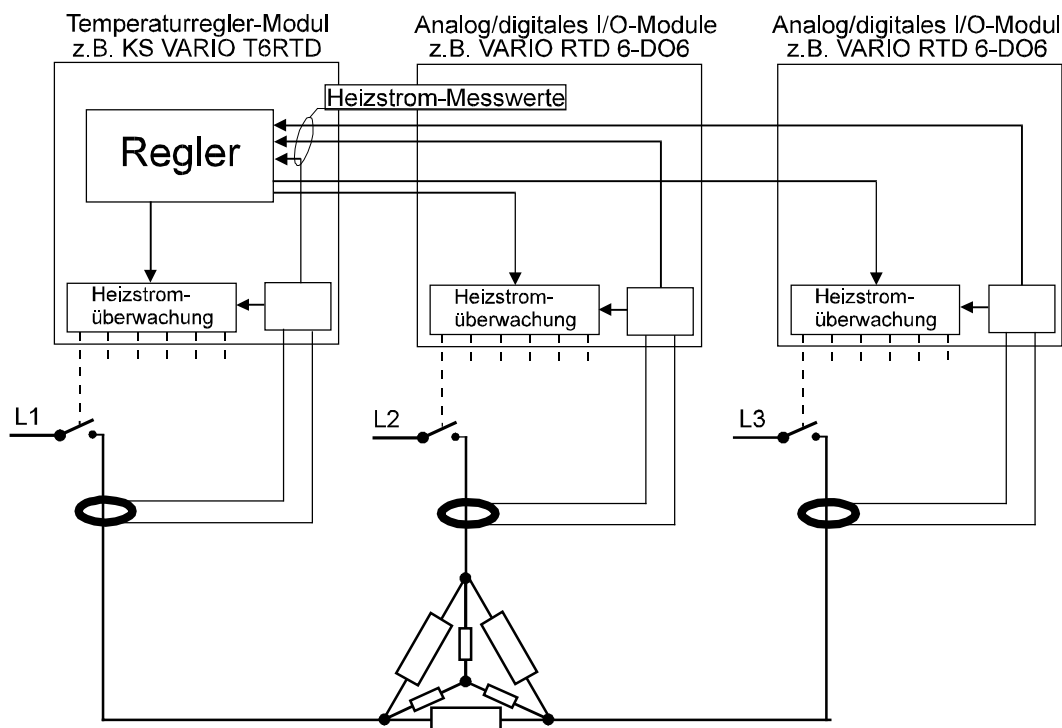 Temperaturregler-Modul
z.B. KS VARIO T6RTD
Analog/digitales I/O-Module
z.B. VARIO RTD 6-DO6
Analog/digitales I/O-Modul
z.B. VARIO RTD 6-DO6
Heizstrom-Messwerte
Regler
Heizstrom-
überwachung
Heizstrom-
überwachung
Heizstrom-
überwachung
L1
L2
L3